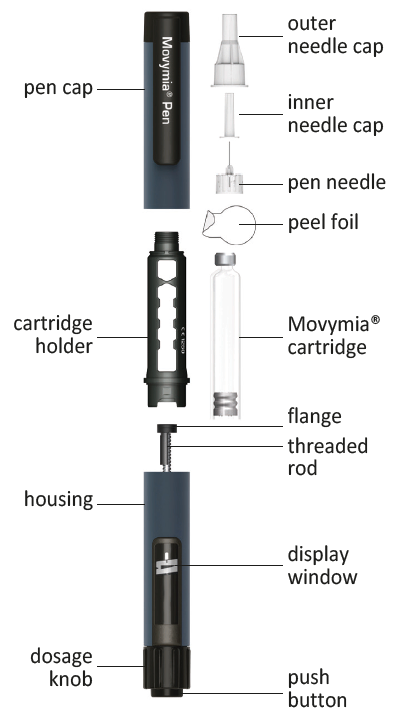 outer
needle cap
pen cap
Movymia® Pen
inner
needle cap
pen needle
peel foil
cartridge
holder
Movymia®
cartridge
flange
threaded
rod
housing
display
window
dosage
knob
push
button